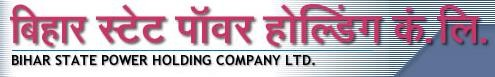 बिहार स्टेट पॉवर होल्डिंग कं.लि.
BIHAR STATE POWER HOLDING COMPANY LTD.